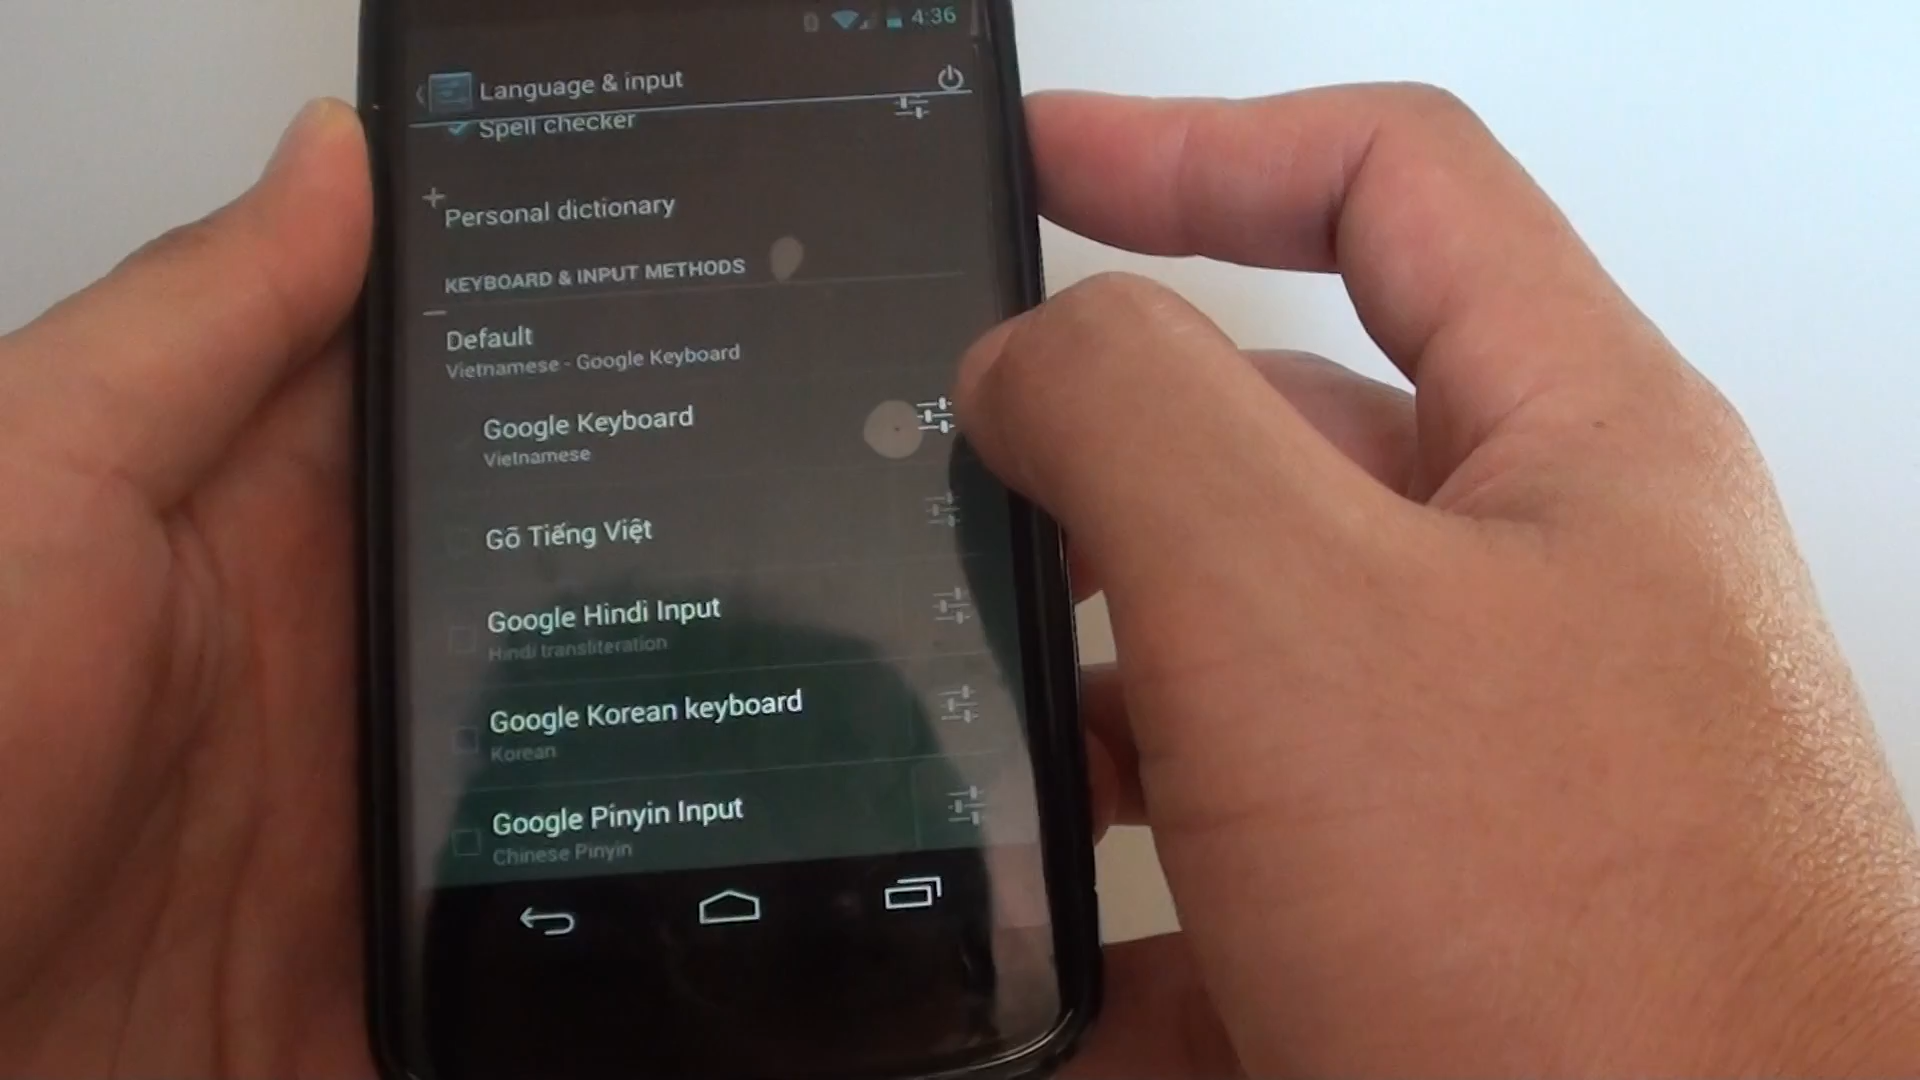 4:36
Language & input
Spell checker
Personal dictionary
KEYBOARD & INPUT METHODS
Default
Vietnamese - Google Keyboard
Google Keyboard
Vietnamese
Gõ Tiếng Việt
Google Hindi Input
Hindi transliteration
Google Korean keyboard
Korean
Google Pinyin Input
Chinese Pinyin